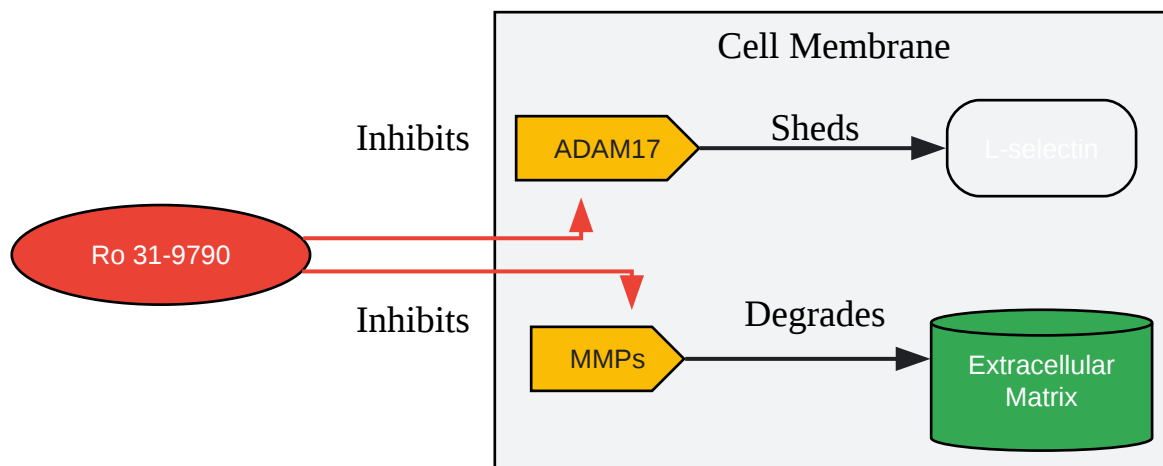 Cell Membrane
Inhibits
ADAM17
Sheds
L-selectin
Ro 31-9790
Inhibits
MMPs
Degrades
Extracellular
Matrix